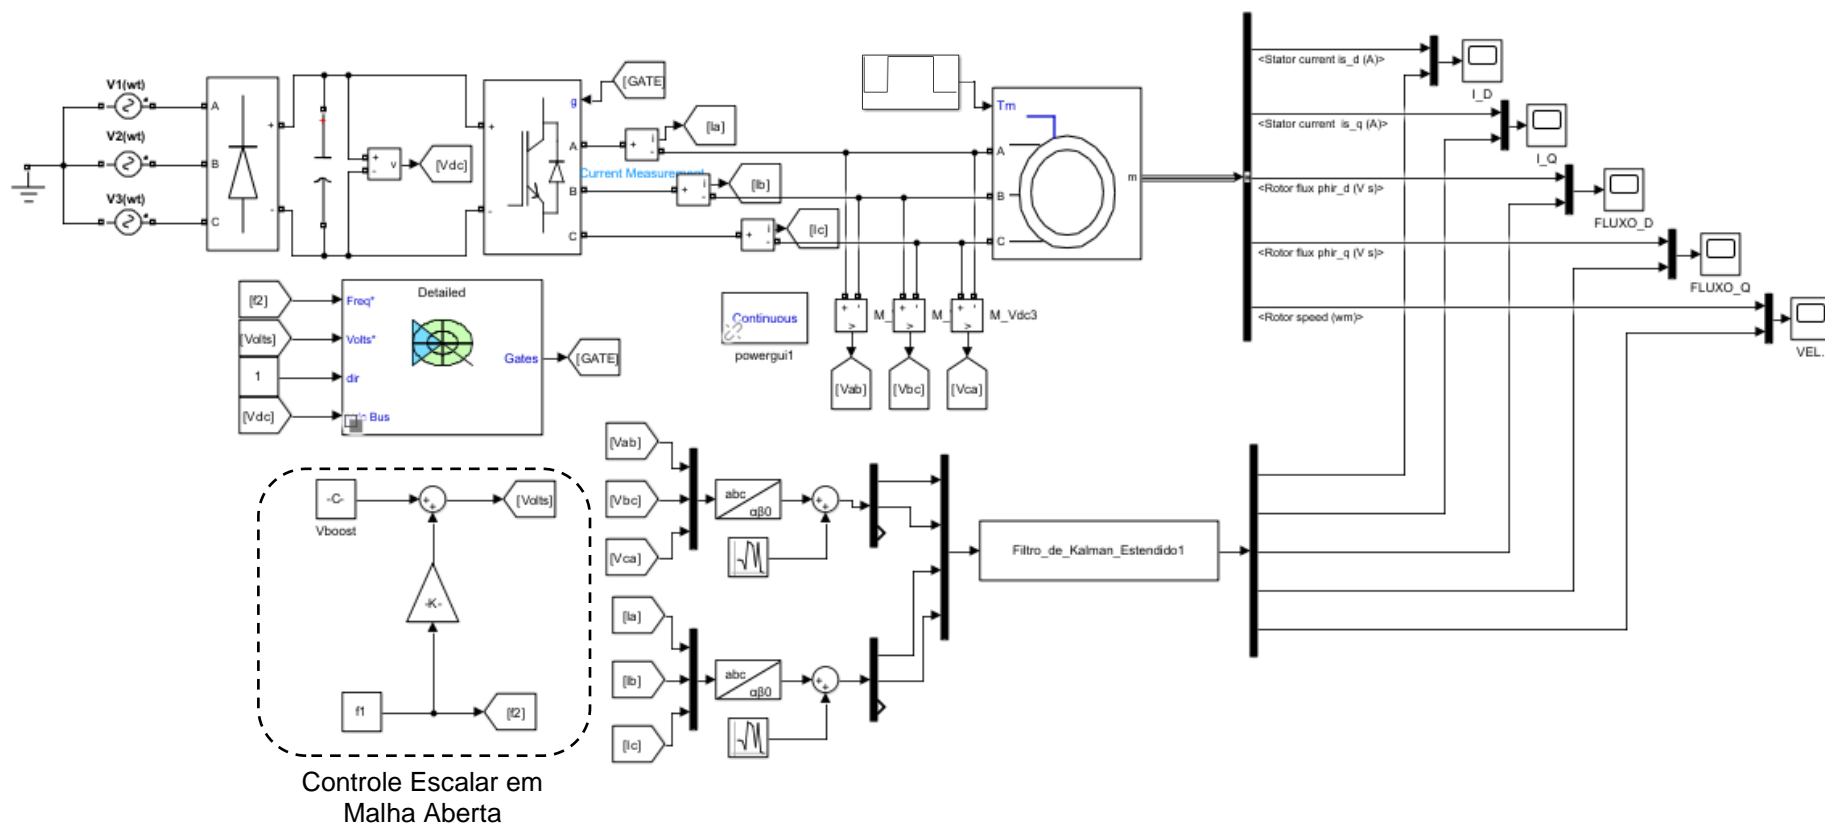 V1(wt)
V2(wt)
V3(wt)
A
B
C
+
-
+
v
-
[Vdc]
+
-
g
A
B
C
[GATE]
Current Measurement
+
i
-
[Ia]
+
i
-
[Ib]
+
i
-
[Ic]
Tm
A
B
C
m
<Stator current is_d (A)>
<Stator current is_q (A)>
<Rotor flux phir_d (V s)>
<Rotor flux phir_q (V s)>
<Rotor speed (wm)>
I_D
I_Q
FLUXO_D
FLUXO_Q
VEL.
[f2]
[Volts]
1
[Vdc]
Detailed
Freq*
Volts*
dir
Bus
Gates
[GATE]
Continuous
powergui1
+ -
v
M_
+ -
v
M_
+ -
v
M_Vdc3
[Vab]
[Vbc]
[Vca]
-C-
Vboost
+
+
[Volts]
-K-
f1
[f2]
Controle Escalar em
Malha Aberta
[Vab]
[Vbc]
[Vca]
abc
αβ0
+
+
[Ia]
[Ib]
[Ic]
abc
αβ0
+
+
Filtro_de_Kalman_Estendido1